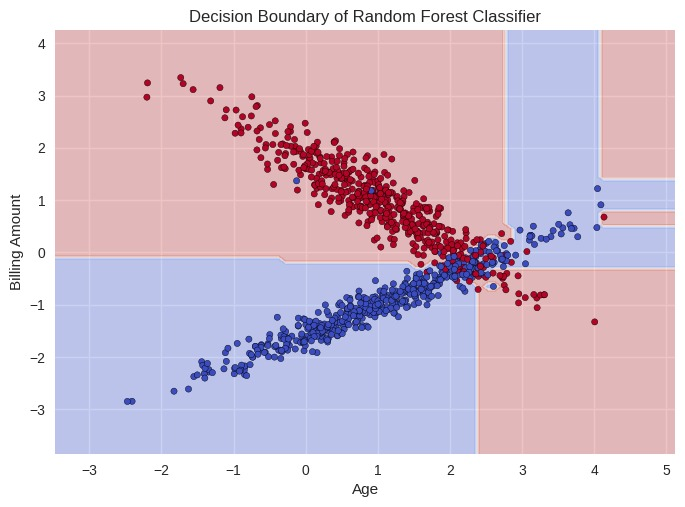 Decision Boundary of Random Forest Classifier
4
3
2
1
0
−1
−2
−3
Billing Amount
−3 −2 −1 0 1 2 3 4 5
Age